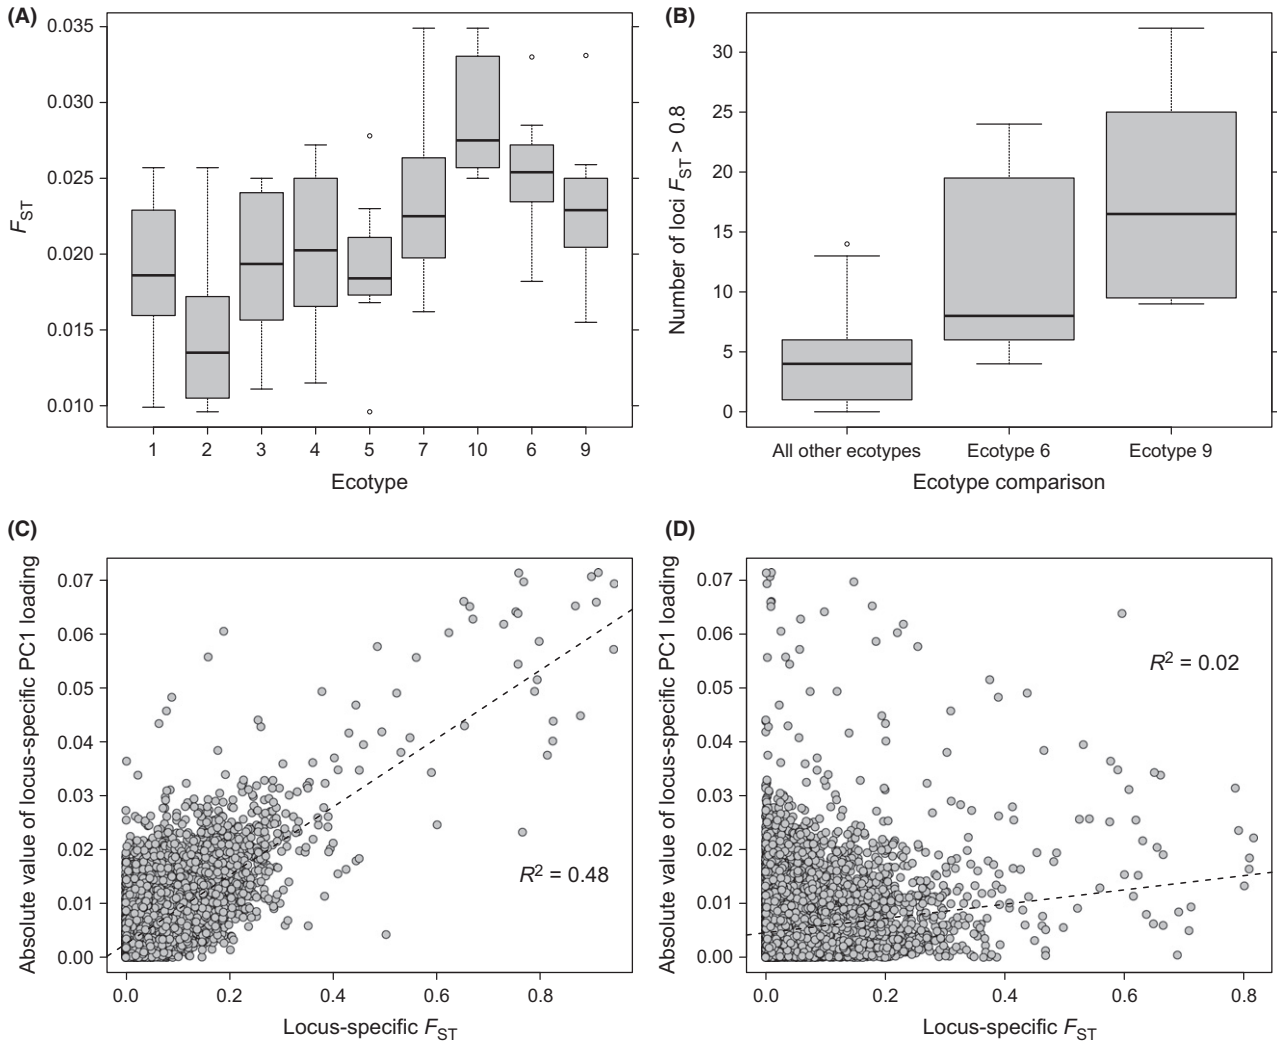 (A)
F_ST
0.035
0.030
0.025
0.020
0.015
0.010
1 2 3 4 5 7 10 6 9
Ecotype
(B)
Number of loci F_ST > 0.8
30
25
20
15
10
5
0
All other ecotypes Ecotype 6 Ecotype 9
Ecotype comparison
(C)
Absolute value of locus-specific PC1 loading
0.07
0.06
0.05
0.04
0.03
0.02
0.01
0.00
R² = 0.48
0.0 0.2 0.4 0.6 0.8
Locus-specific F_ST
(D)
Absolute value of locus-specific PC1 loading
0.07
0.06
0.05
0.04
0.03
0.02
0.01
0.00
R² = 0.02
0.0 0.2 0.4 0.6 0.8
Locus-specific F_ST